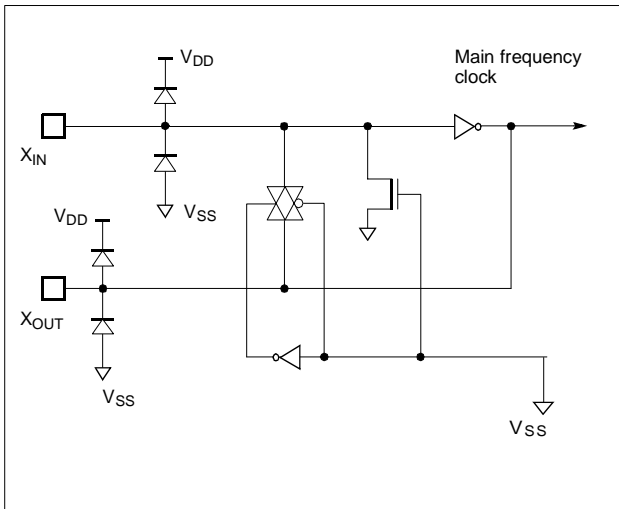 Main frequency
clock
VDD
XIN
VSS
VDD
XOUT
VSS
VSS